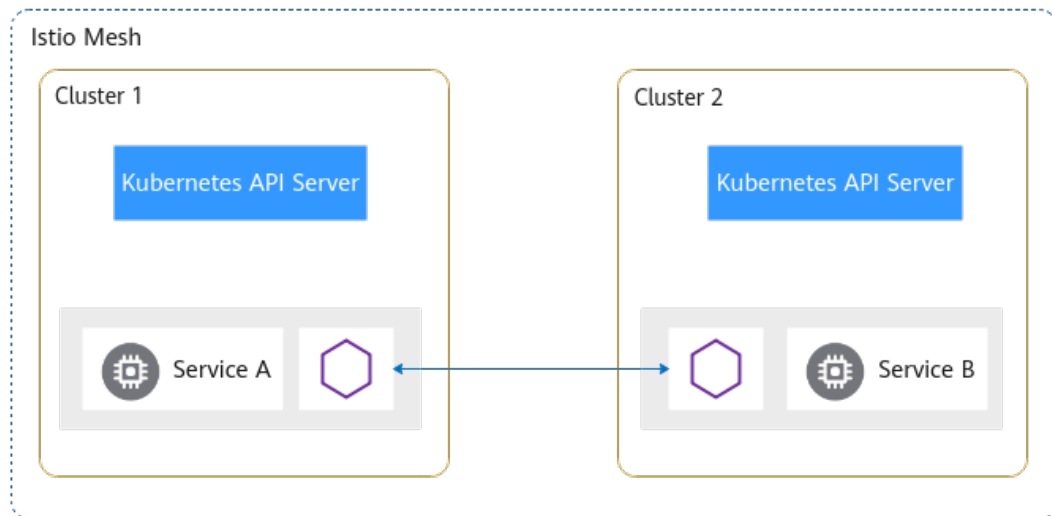 Istio Mesh
Cluster 1
Kubernetes API Server
Service A
Cluster 2
Kubernetes API Server
Service B